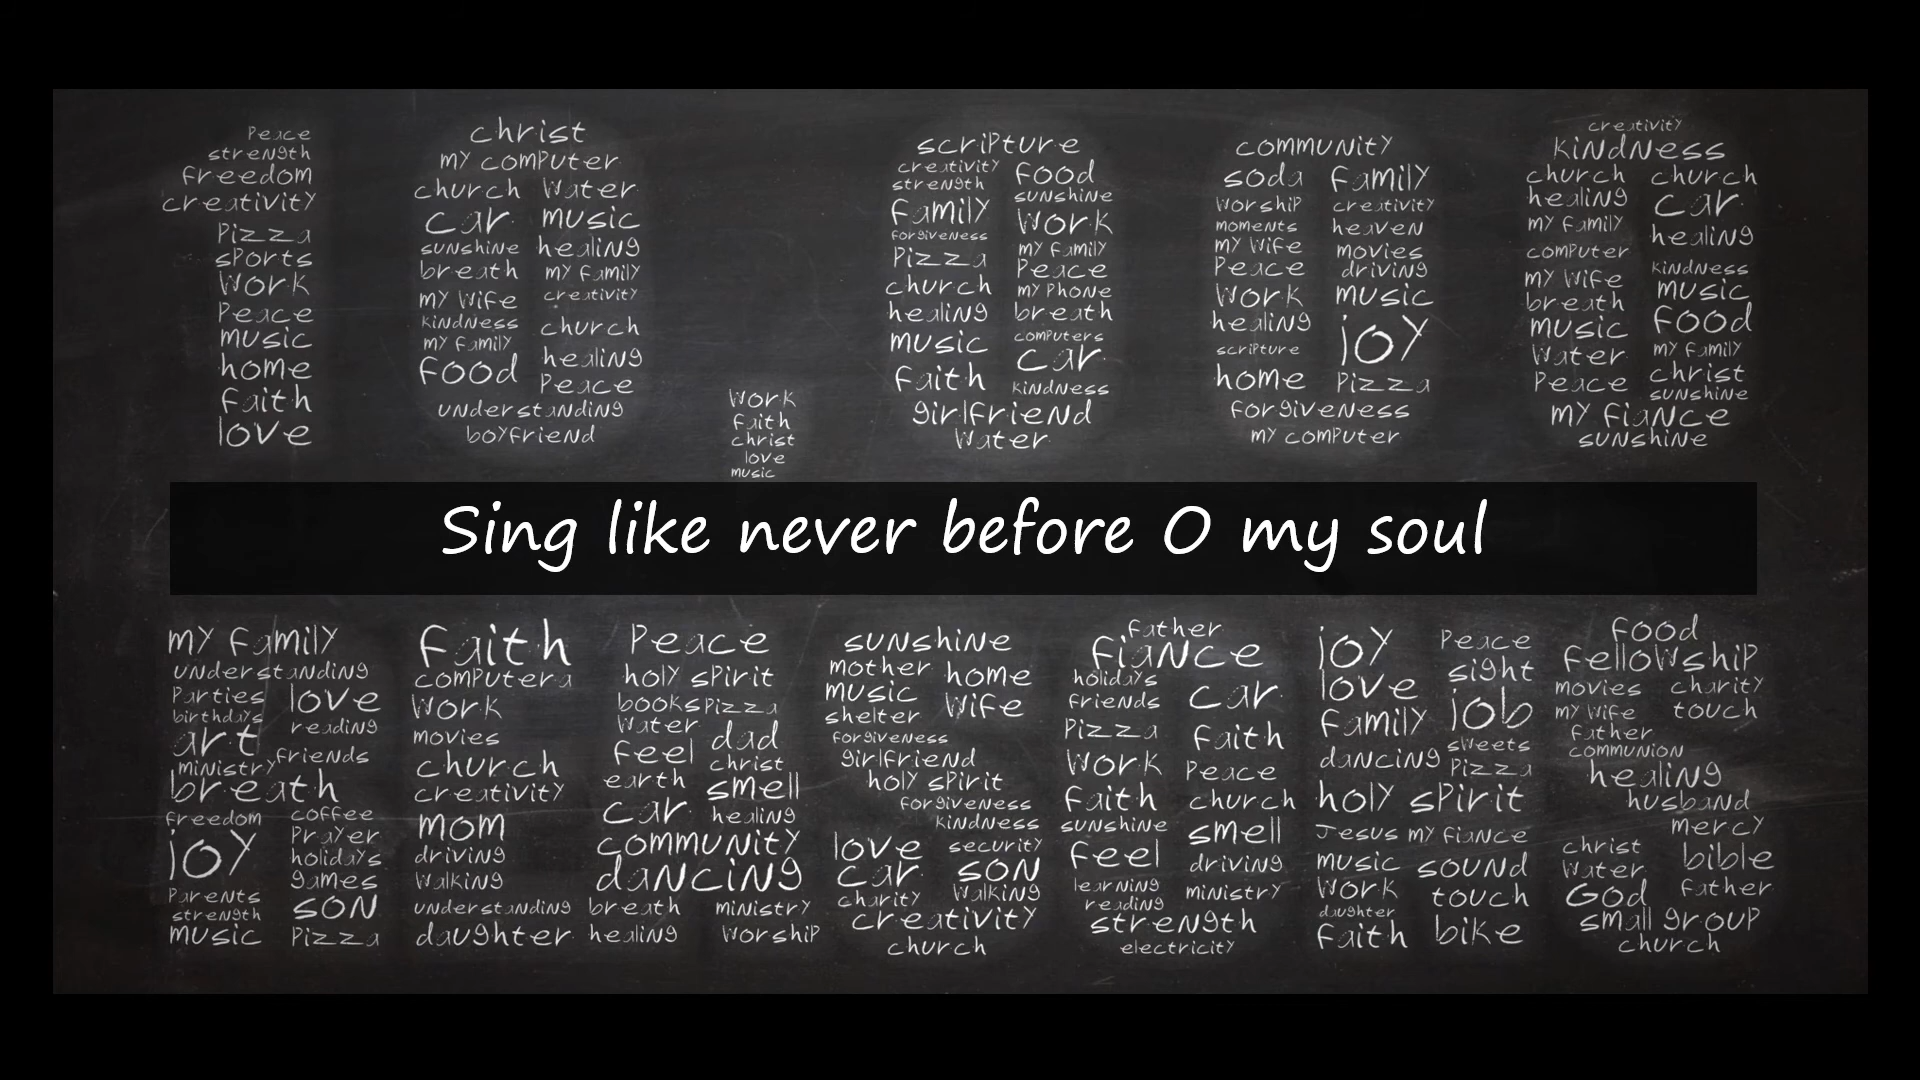 Peace
strength
freedom
creativity
Pizza
sports
work
Peace
music
home
faith
love
christ
my computer
church water
car music
sunshine healing
breath my family
my wife creativity
kindness church
my family healing
food Peace
understanding
boyfriend
work
faith
christ
love
music
scripture
creativity food
strength sunshine
family work
forgiveness my family
Pizza Peace
church my phone
healing breath
music computers
faith car
kindness
girlfriend
water
community
soda family
worship creativity
moments heaven
my wife movies
Peace driving
work music
healing joy
scripture Pizza
home
forgiveness
my computer
creativity
kindness
church church
healing car
my family healing
computer kindness
my wife music
breath food
music my family
water christ
Peace sunshine
my fiance
sunshine
Sing like never before O my soul
my family
understanding
Parties love
birthdays reading
art friends
ministry
breath
freedom coffee
joy Prayer
holidays
Parents games
strength son
music Pizza
faith
computer a
work
movies
church
creativity
mom
driving
walking
understanding
daughter
Peace
holy spirit
books Pizza
water dad
feel christ
earth smell
car healing
community
dancing
breath ministry
healing worship
sunshine
mother home
music wife
shelter
forgiveness
girlfriend
holy spirit
forgiveness
kindness
love security
car son
charity walking
creativity
church
father
fiance
holidays car
friends
Pizza faith
work Peace
faith church
sunshine smell
feel driving
learning ministry
reading
strength
electricity
joy Peace
love sight
family job
dancing sweets
Pizza
holy spirit
Jesus my fiance
music sound
work touch
daughter bike
faith
food
fellowship
movies charity
my wife touch
father
communion
healing
husband
mercy
christ bible
water father
God
small group
church